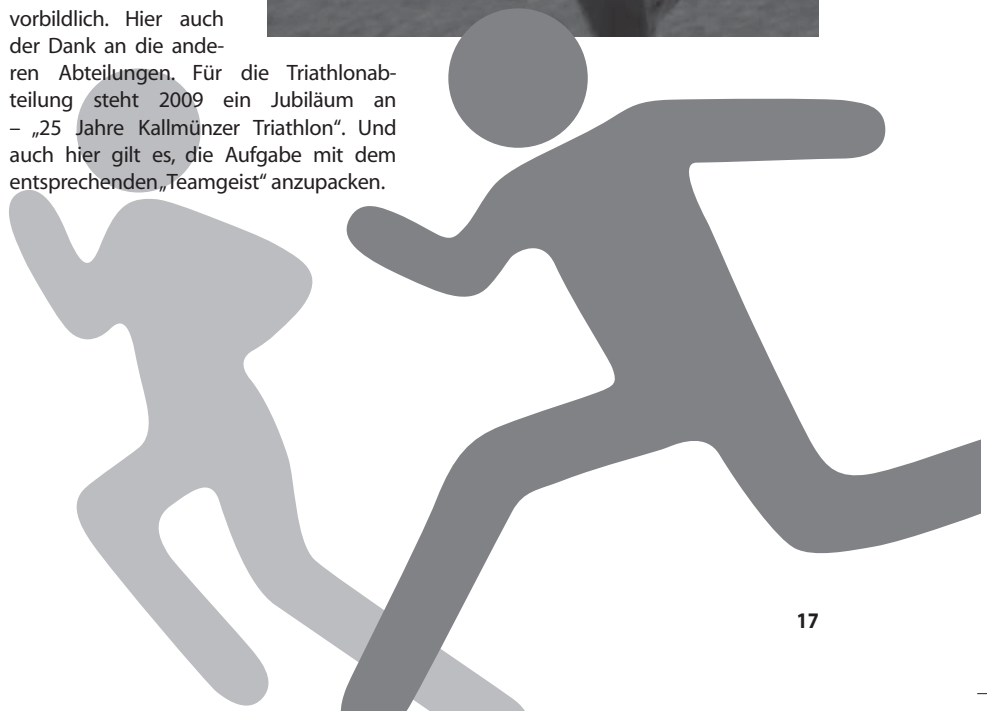 vorbildlich. Hier auch
der Dank an die ande-
ren Abteilungen. Für die Triathlonab-
teilung steht 2009 ein Jubiläum an
– „25 Jahre Kallmünzer Triathlon“. Und
auch hier gilt es, die Aufgabe mit dem
entsprechenden „Teamgeist“ anzupacken.
17